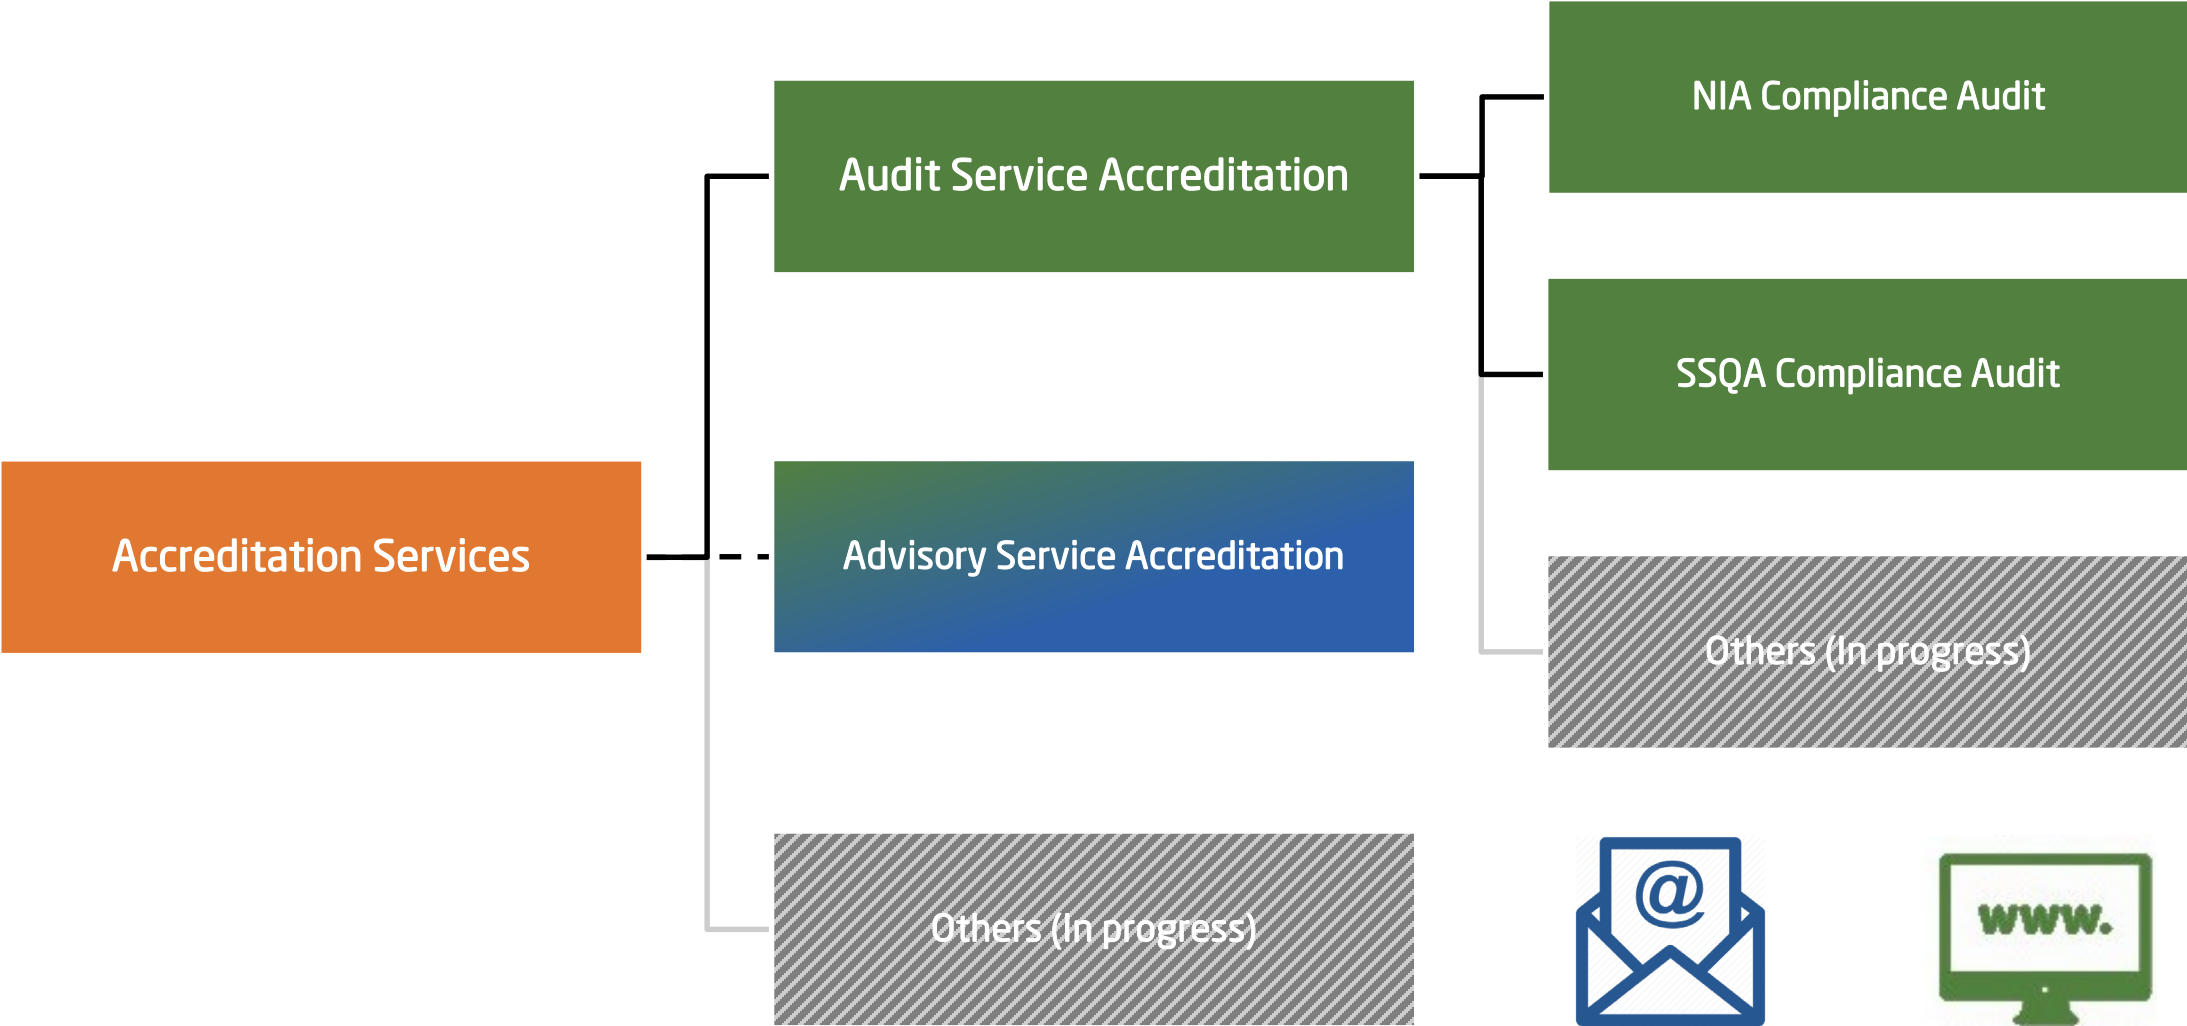 NIA Compliance Audit
Audit Service Accreditation
SSQA Compliance Audit
Accreditation Services
Advisory Service Accreditation
Others (In progress)
Others (In progress)
@
www.